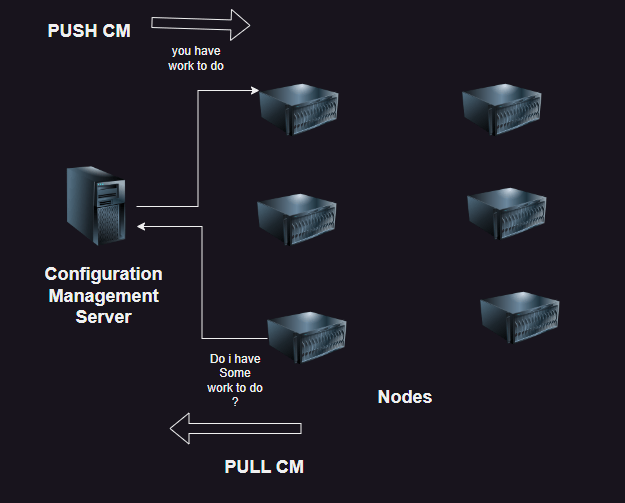 PUSH CM
you have
work to do
Configuration
Management
Server
Do i have
Some
work to do
?
Nodes
PULL CM